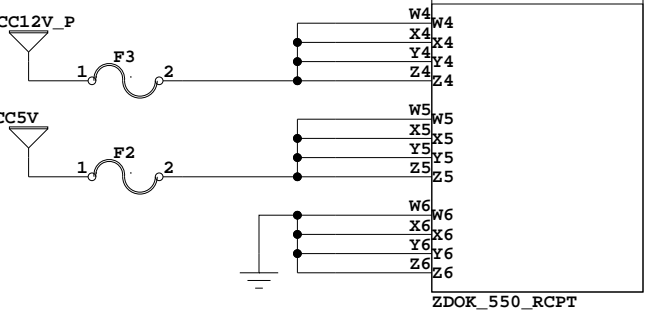 W4 W4
CC12V_P
X4 X4
F3
Y4 Y4
1 2
Z4 Z4
CC5V
W5 W5
X5 X5
F2
Y5 Y5
1 2
Z5 Z5
W6 W6
X6 X6
Y6 Y6
Z6 Z6
ZDOK_550_RCPT